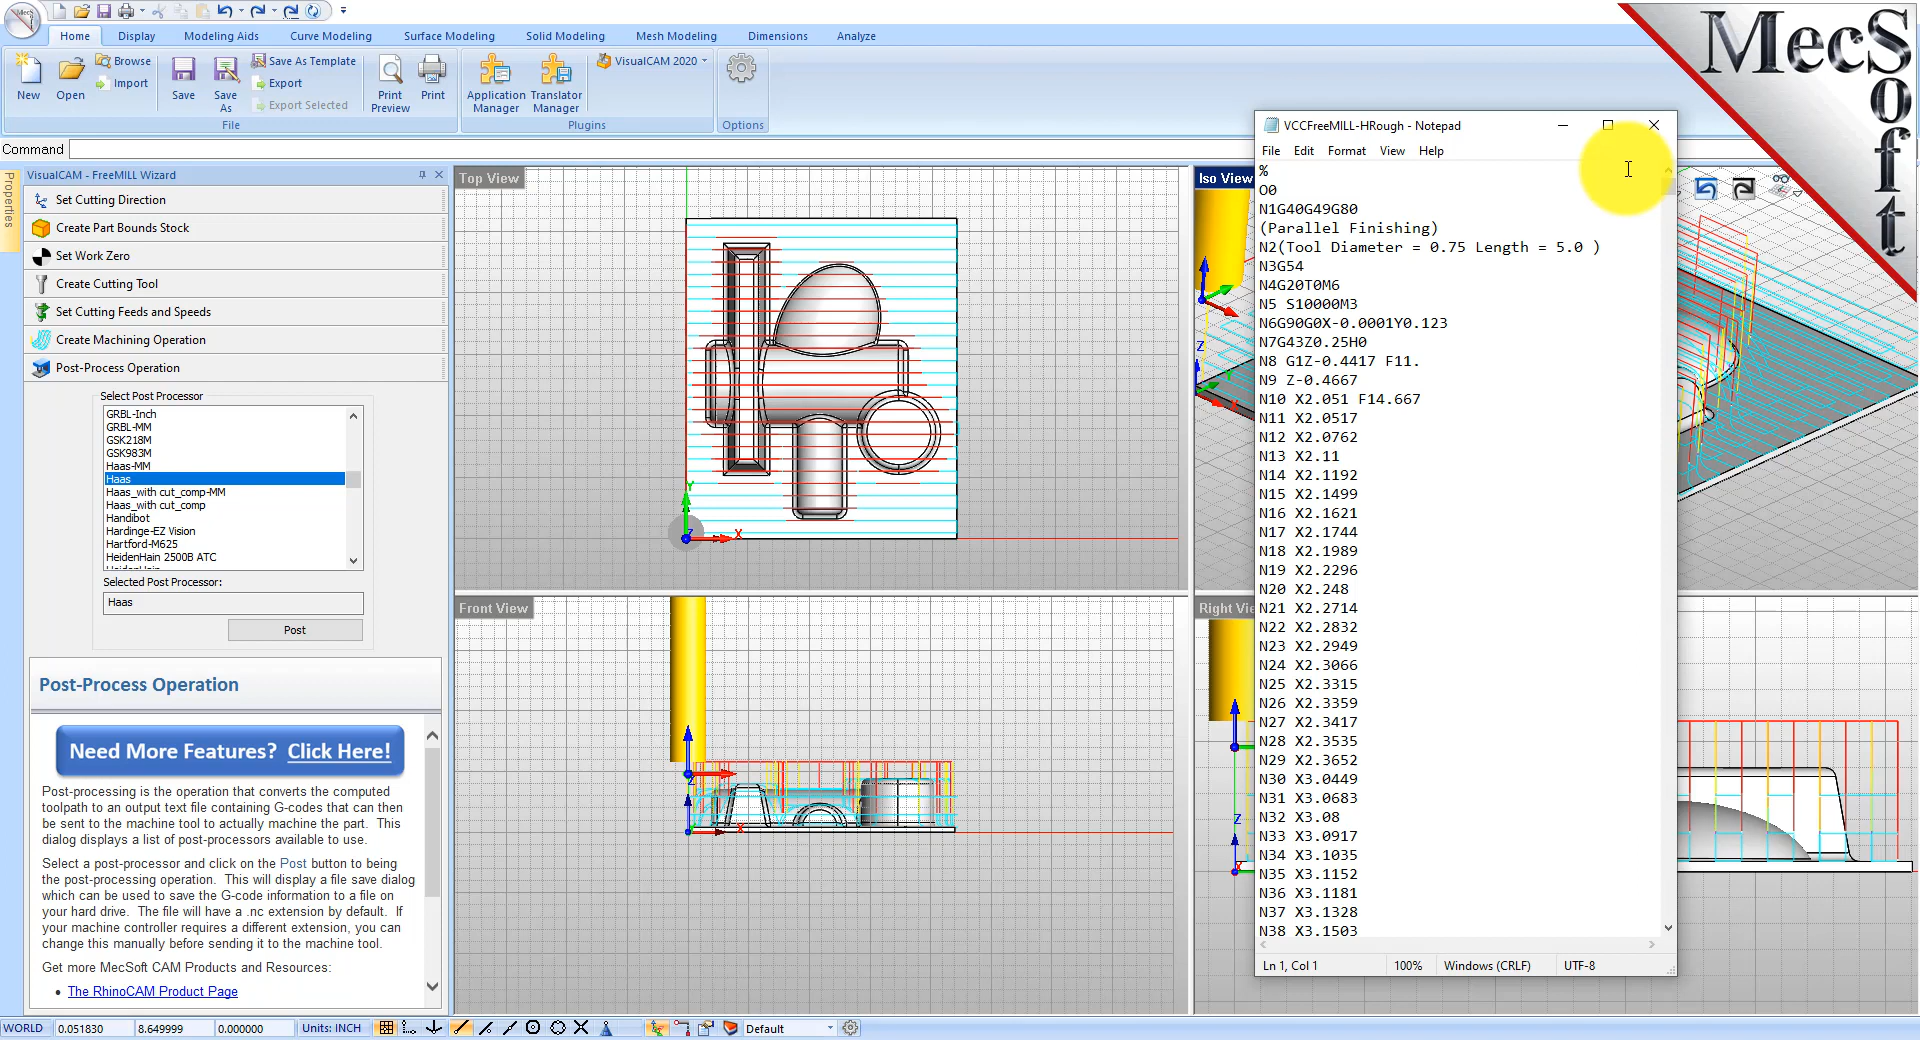 MecSoft
Home Display Modeling Aids Curve Modeling Surface Modeling Solid Modeling Mesh Modeling Dimensions Analyze
New Open Browse Import Save Save As Save As Template Export Export Selected Print Preview Print Application Manager Translator Manager VisualCAM 2020
File Plugins Options
Command
Properties
VisualCAM - FreeMILL Wizard
Set Cutting Direction
Create Part Bounds Stock
Set Work Zero
Create Cutting Tool
Set Cutting Feeds and Speeds
Create Machining Operation
Post-Process Operation
Select Post Processor
GRBL-Inch
GRBL-MM
GSK218M
GSK983M
Haas-MM
Haas
Haas_with cut_comp-MM
Haas_with cut_comp
Handibot
Hardinge-EZ Vision
Hartford-M625
HeidenHain 2500B ATC
Selected Post Processor:
Haas
Post
Post-Process Operation
Need More Features? Click Here!
Post-processing is the operation that converts the computed
toolpath to an output text file containing G-codes that can then
be sent to the machine tool to actually machine the part. This
dialog displays a list of post-processors available to use.
Select a post-processor and click on the Post button to being
the post-processing operation. This will display a file save dialog
which can be used to save the G-code information to a file on
your hard drive. The file will have a .nc extension by default. If
your machine controller requires a different extension, you can
change this manually before sending it to the machine tool.
Get more MecSoft CAM Products and Resources:
• The RhinoCAM Product Page
Top View
Y
X
Z
Front View
Z
X
Iso View
Z
Right Vie
Z
VCCFreeMILL-HRough - Notepad
File Edit Format View Help
%
O0
N1G40G49G80
(Parallel Finishing)
N2(Tool Diameter = 0.75 Length = 5.0 )
N3G54
N4G20T0M6
N5 S10000M3
N6G90G0X-0.0001Y0.123
N7G43Z0.25H0
N8 G1Z-0.4417 F11.
N9 Z-0.4667
N10 X2.051 F14.667
N11 X2.0517
N12 X2.0762
N13 X2.11
N14 X2.1192
N15 X2.1499
N16 X2.1621
N17 X2.1744
N18 X2.1989
N19 X2.2296
N20 X2.248
N21 X2.2714
N22 X2.2832
N23 X2.2949
N24 X2.3066
N25 X2.3315
N26 X2.3359
N27 X2.3417
N28 X2.3535
N29 X2.3652
N30 X3.0449
N31 X3.0683
N32 X3.08
N33 X3.0917
N34 X3.1035
N35 X3.1152
N36 X3.1181
N37 X3.1328
N38 X3.1503
Ln 1, Col 1 100% Windows (CRLF) UTF-8
WORLD 0.051830 8.649999 0.000000 Units: INCH Default